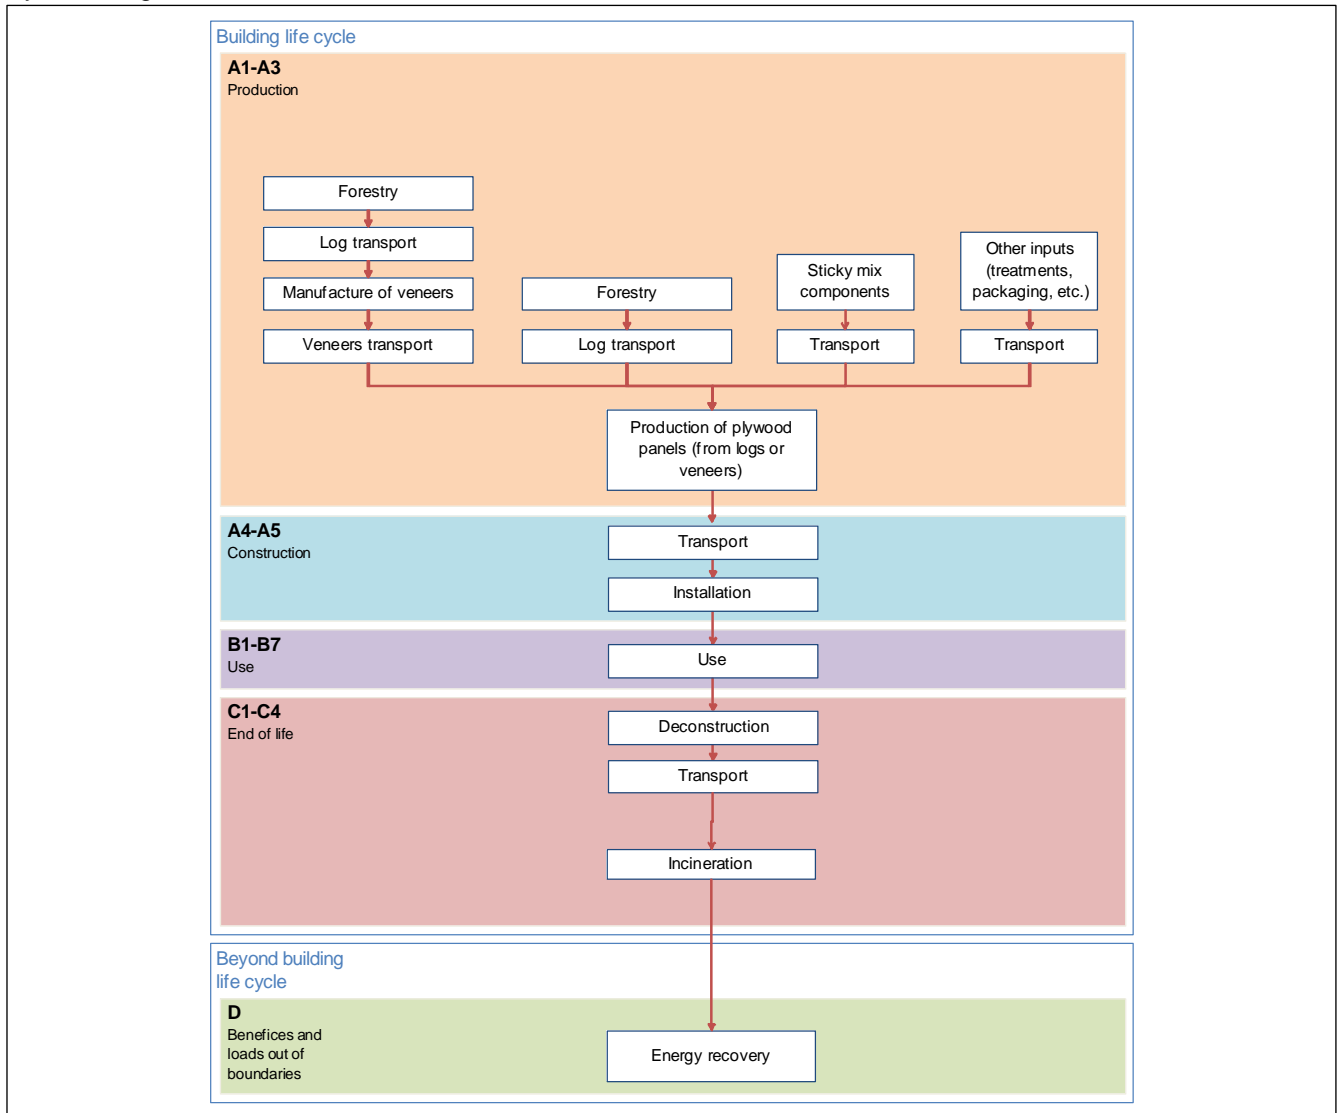 Building life cycle
A1-A3
Production
Forestry
Log transport
Manufacture of veneers
Veneers transport
Forestry
Log transport
Sticky mix
components
Transport
Other inputs
(treatments,
packaging, etc.)
Transport
Production of plywood
panels (from logs or
veneers)
A4-A5
Construction
Transport
Installation
B1-B7
Use
Use
C1-C4
End of life
Deconstruction
Transport
Incineration
Beyond building
life cycle
D
Benefices and
loads out of
boundaries
Energy recovery